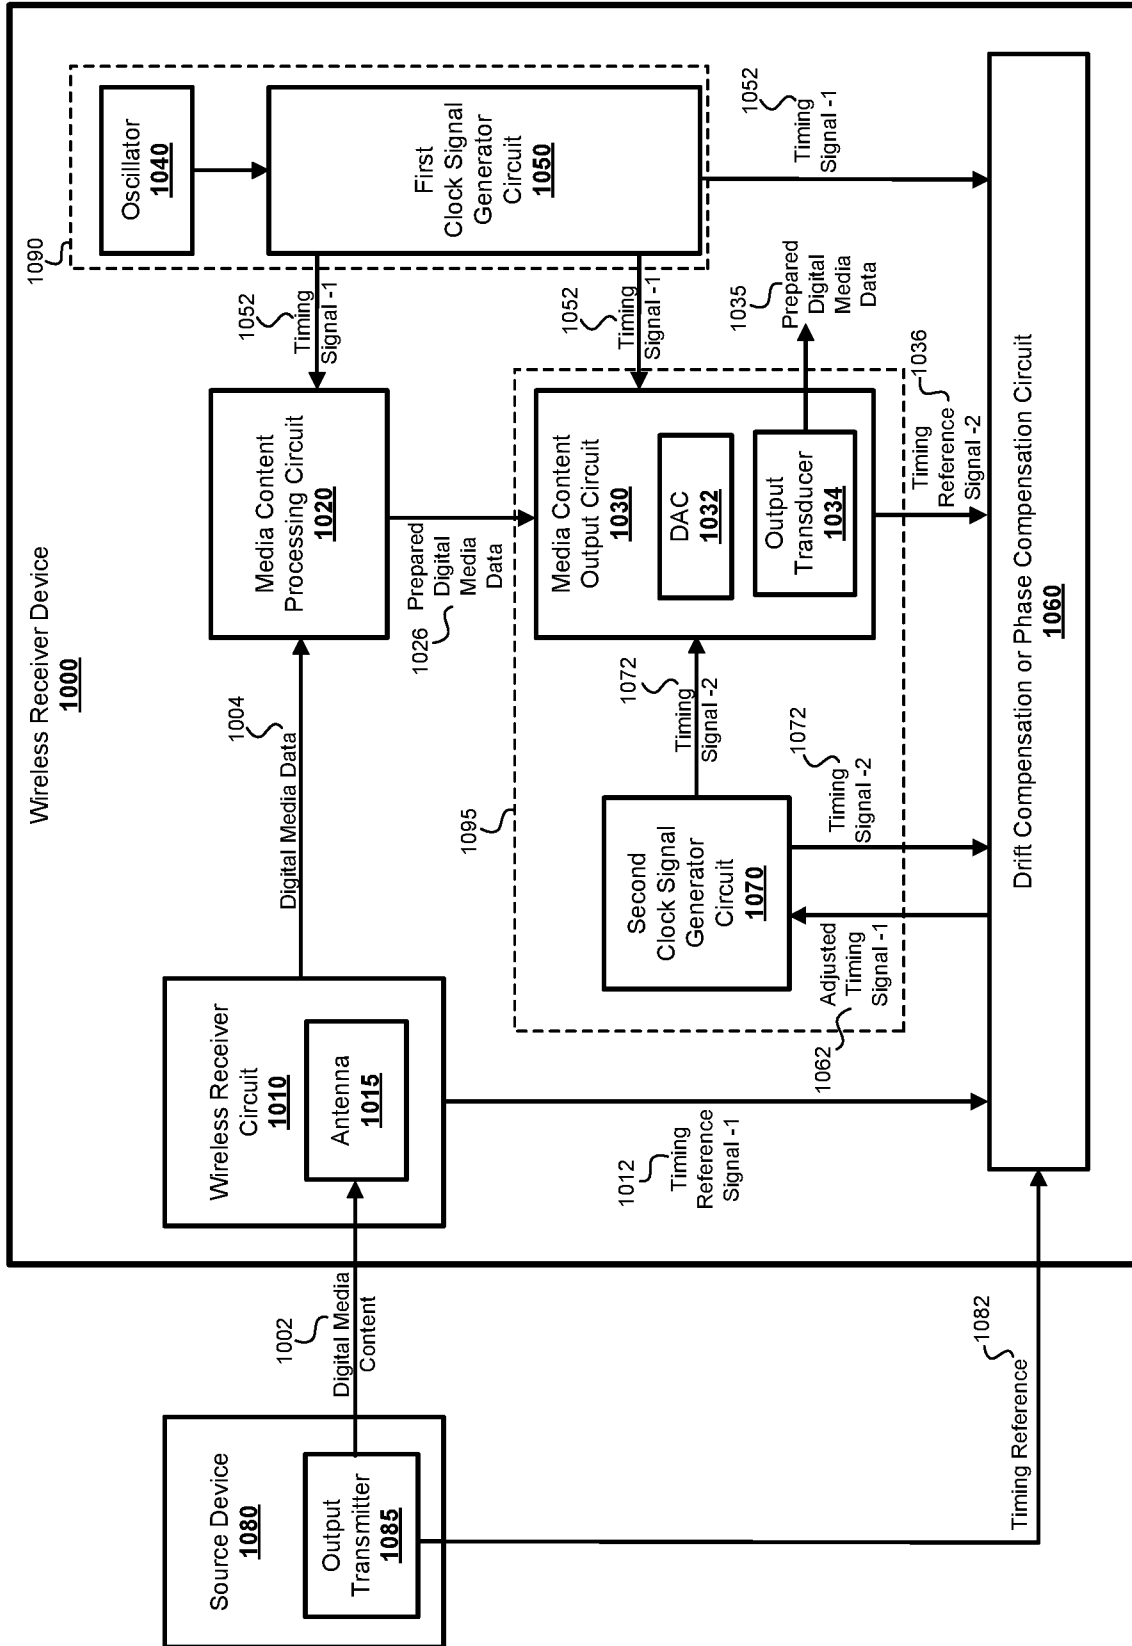 Wireless Receiver Device
1000
Source Device
1080
Output
Transmitter
1085
1002
Digital Media
Content
Wireless Receiver
Circuit
1010
Antenna
1015
1004
Digital Media Data
Media Content
Processing Circuit
1020
1052
Timing
Signal -1
1090
Oscillator
1040
First
Clock Signal
Generator
Circuit
1050
1026
Prepared
Digital
Media
Data
1052
Timing
Signal -1
1095
Second
Clock Signal
Generator
Circuit
1070
1072
Timing
Signal -2
Media Content
Output Circuit
1030
DAC
1032
Output
Transducer
1034
1035
Prepared
Digital
Media
Data
1012
Timing
Reference
Signal -1
1062
Adjusted
Timing
Signal -1
1072
Timing
Signal -2
1036
Timing
Reference
Signal -2
1052
Timing
Signal -1
1082
Timing Reference
Drift Compensation or Phase Compensation Circuit
1060